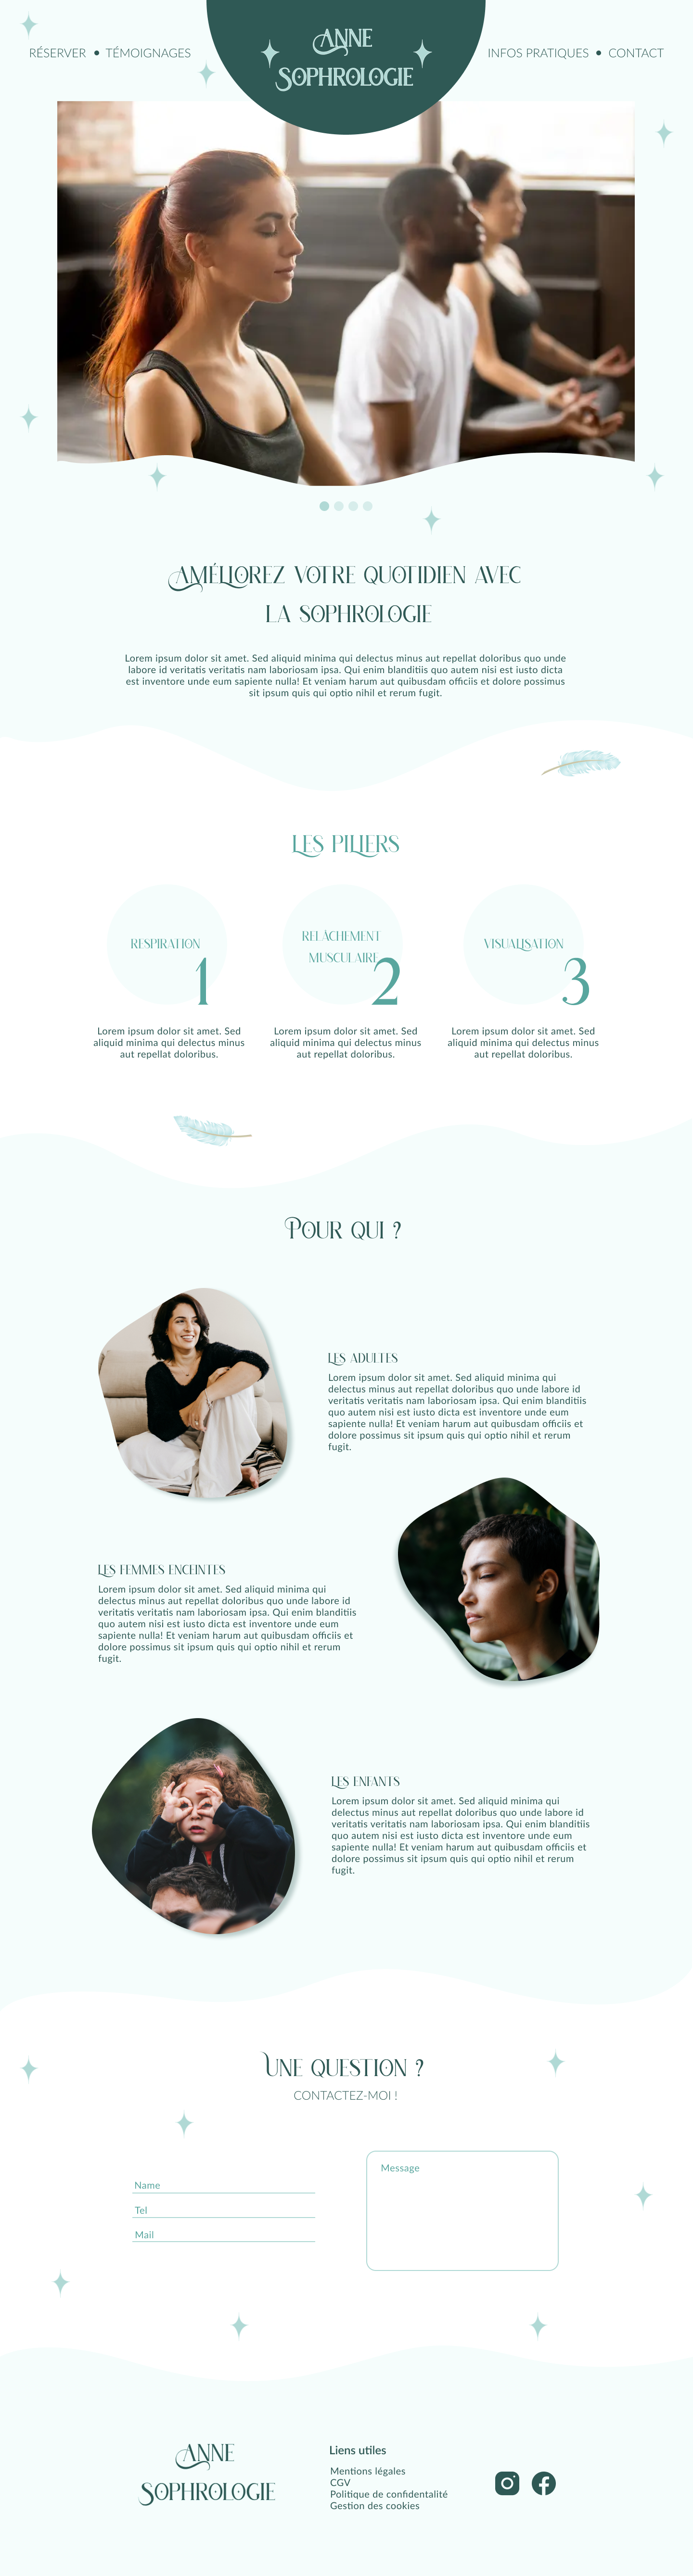 RÉSERVER • TÉMOIGNAGES
ANNE
SOPHROLOGIE
INFOS PRATIQUES • CONTACT
AMÉLIOREZ VOTRE QUOTIDIEN AVEC
LA SOPHROLOGIE
Lorem ipsum dolor sit amet. Sed aliquid minima qui delectus minus aut repellat doloribus quo unde
labore id veritatis veritatis nam laboriosam ipsa. Qui enim blanditiis quo autem nisi est iusto dicta
est inventore unde eum sapiente nulla! Et veniam harum aut quibusdam officiis et dolore possimus
sit ipsum quis qui optio nihil et rerum fugit.
LES PILIERS
RESPIRATION
1
Lorem ipsum dolor sit amet. Sed
aliquid minima qui delectus minus
aut repellat doloribus.
RELÂCHEMENT
MUSCULAIRE
2
Lorem ipsum dolor sit amet. Sed
aliquid minima qui delectus minus
aut repellat doloribus.
VISUALISATION
3
Lorem ipsum dolor sit amet. Sed
aliquid minima qui delectus minus
aut repellat doloribus.
POUR QUI ?
LES ADULTES
Lorem ipsum dolor sit amet. Sed aliquid minima qui
delectus minus aut repellat doloribus quo unde labore id
veritatis veritatis nam laboriosam ipsa. Qui enim blanditiis
quo autem nisi est iusto dicta est inventore unde eum
sapiente nulla! Et veniam harum aut quibusdam officiis et
dolore possimus sit ipsum quis qui optio nihil et rerum
fugit.
LES FEMMES ENCEINTES
Lorem ipsum dolor sit amet. Sed aliquid minima qui
delectus minus aut repellat doloribus quo unde labore id
veritatis veritatis nam laboriosam ipsa. Qui enim blanditiis
quo autem nisi est iusto dicta est inventore unde eum
sapiente nulla! Et veniam harum aut quibusdam officiis et
dolore possimus sit ipsum quis qui optio nihil et rerum
fugit.
LES ENFANTS
Lorem ipsum dolor sit amet. Sed aliquid minima qui
delectus minus aut repellat doloribus quo unde labore id
veritatis veritatis nam laboriosam ipsa. Qui enim blanditiis
quo autem nisi est iusto dicta est inventore unde eum
sapiente nulla! Et veniam harum aut quibusdam officiis et
dolore possimus sit ipsum quis qui optio nihil et rerum
fugit.
UNE QUESTION ?
CONTACTEZ-MOI !
Name
Tel
Mail
Message
ANNE
SOPHROLOGIE
Liens utiles
Mentions légales
CGV
Politique de confidentalité
Gestion des cookies